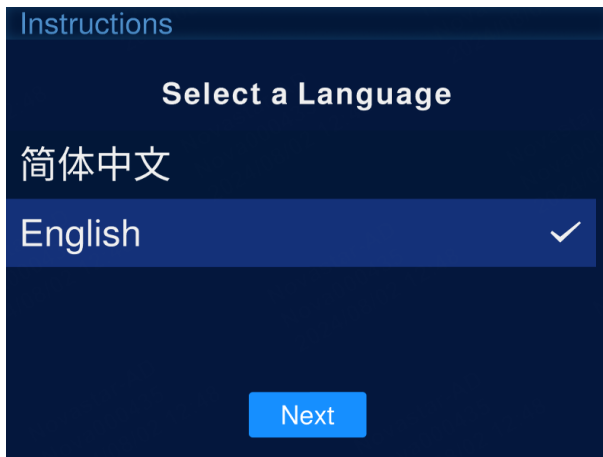 Instructions
Select a Language
简体中文
English
Next